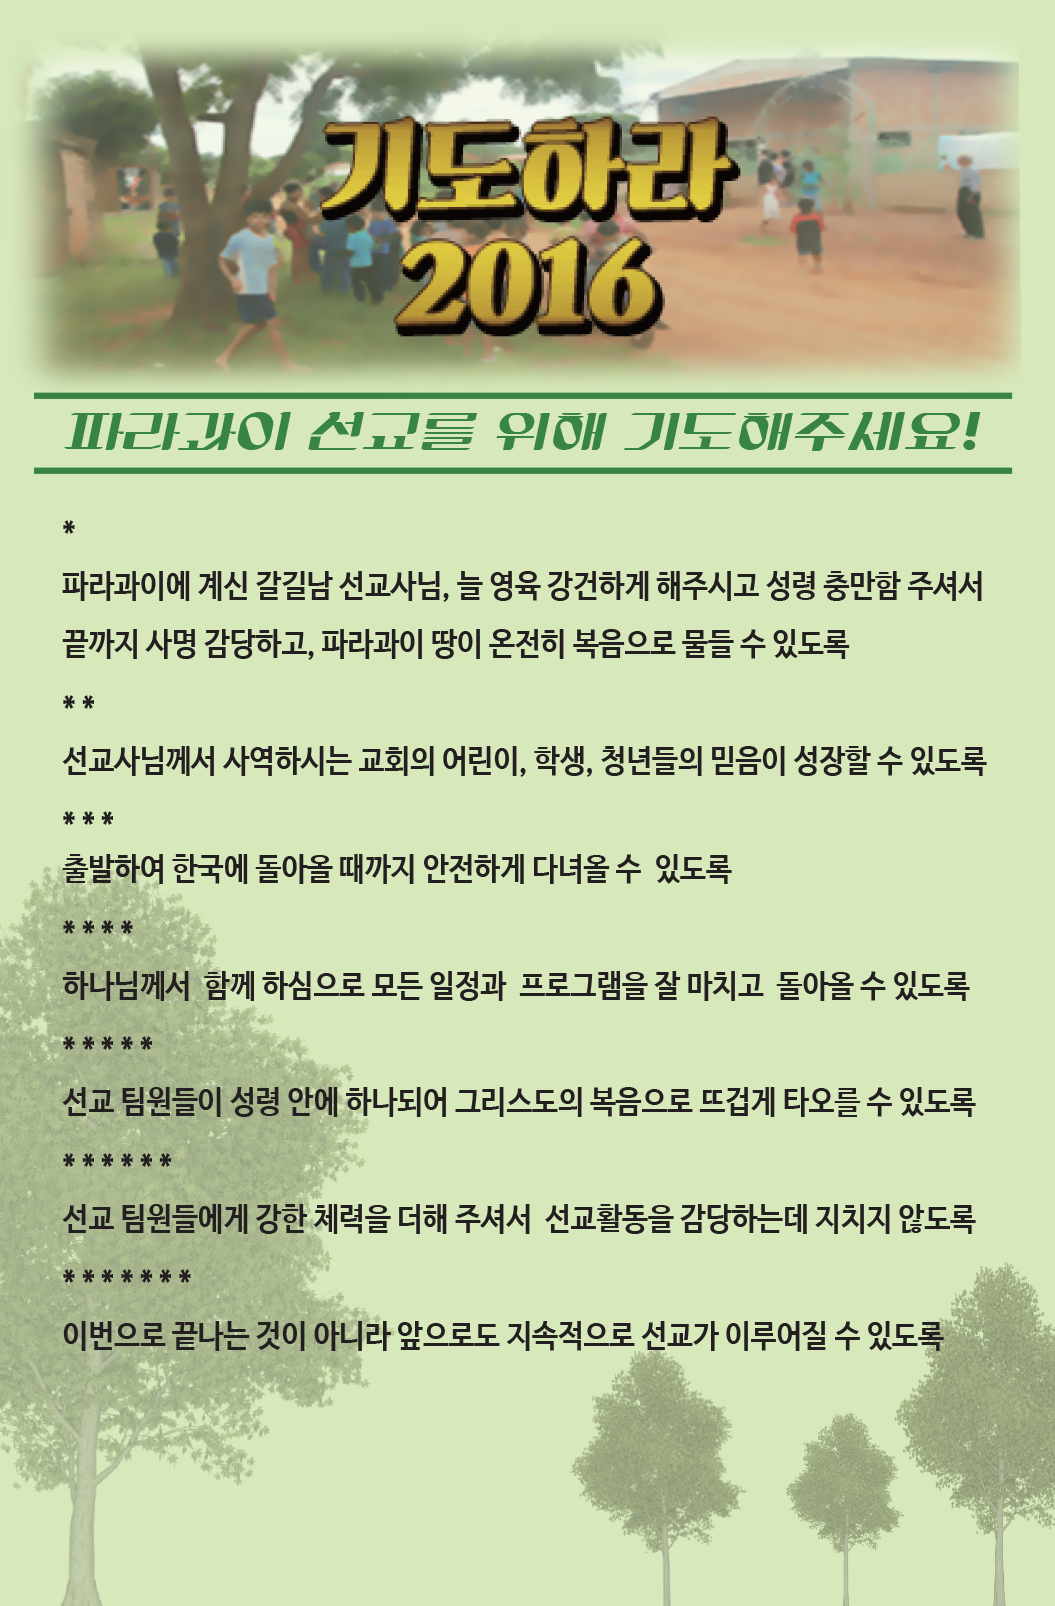 기도하라
2016
파라과이 선교를 위해 기도해주세요!
*
파라과이에 계신 갈길남 선교사님, 늘 영육 강건하게 해주시고 성령 충만함 주셔서
끝까지 사명 감당하고, 파라과이 땅이 온전히 복음으로 물들 수 있도록
* *
선교사님께서 사역하시는 교회의 어린이, 학생, 청년들의 믿음이 성장할 수 있도록
* * *
출발하여 한국에 돌아올 때까지 안전하게 다녀올 수 있도록
* * * *
하나님께서 함께 하심으로 모든 일정과 프로그램을 잘 마치고 돌아올 수 있도록
* * * * *
선교 팀원들이 성령 안에 하나되어 그리스도의 복음으로 뜨겁게 타오를 수 있도록
* * * * * *
선교 팀원들에게 강한 체력을 더해 주셔서 선교활동을 감당하는데 지치지 않도록
* * * * * * *
이번으로 끝나는 것이 아니라 앞으로도 지속적으로 선교가 이루어질 수 있도록